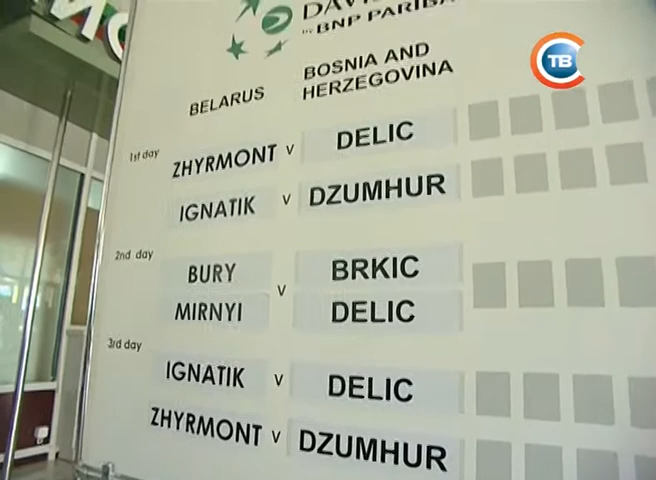 BNP PARIBA
BELARUS
BOSNIA AND
HERZEGOVINA
1st day
ZHYRMONT v DELIC
IGNATIK v DZUMHUR
2nd day
BURY
MIRNYI
v
BRKIC
DELIC
3rd day
IGNATIK v DELIC
ZHYRMONT v DZUMHUR
СТВ